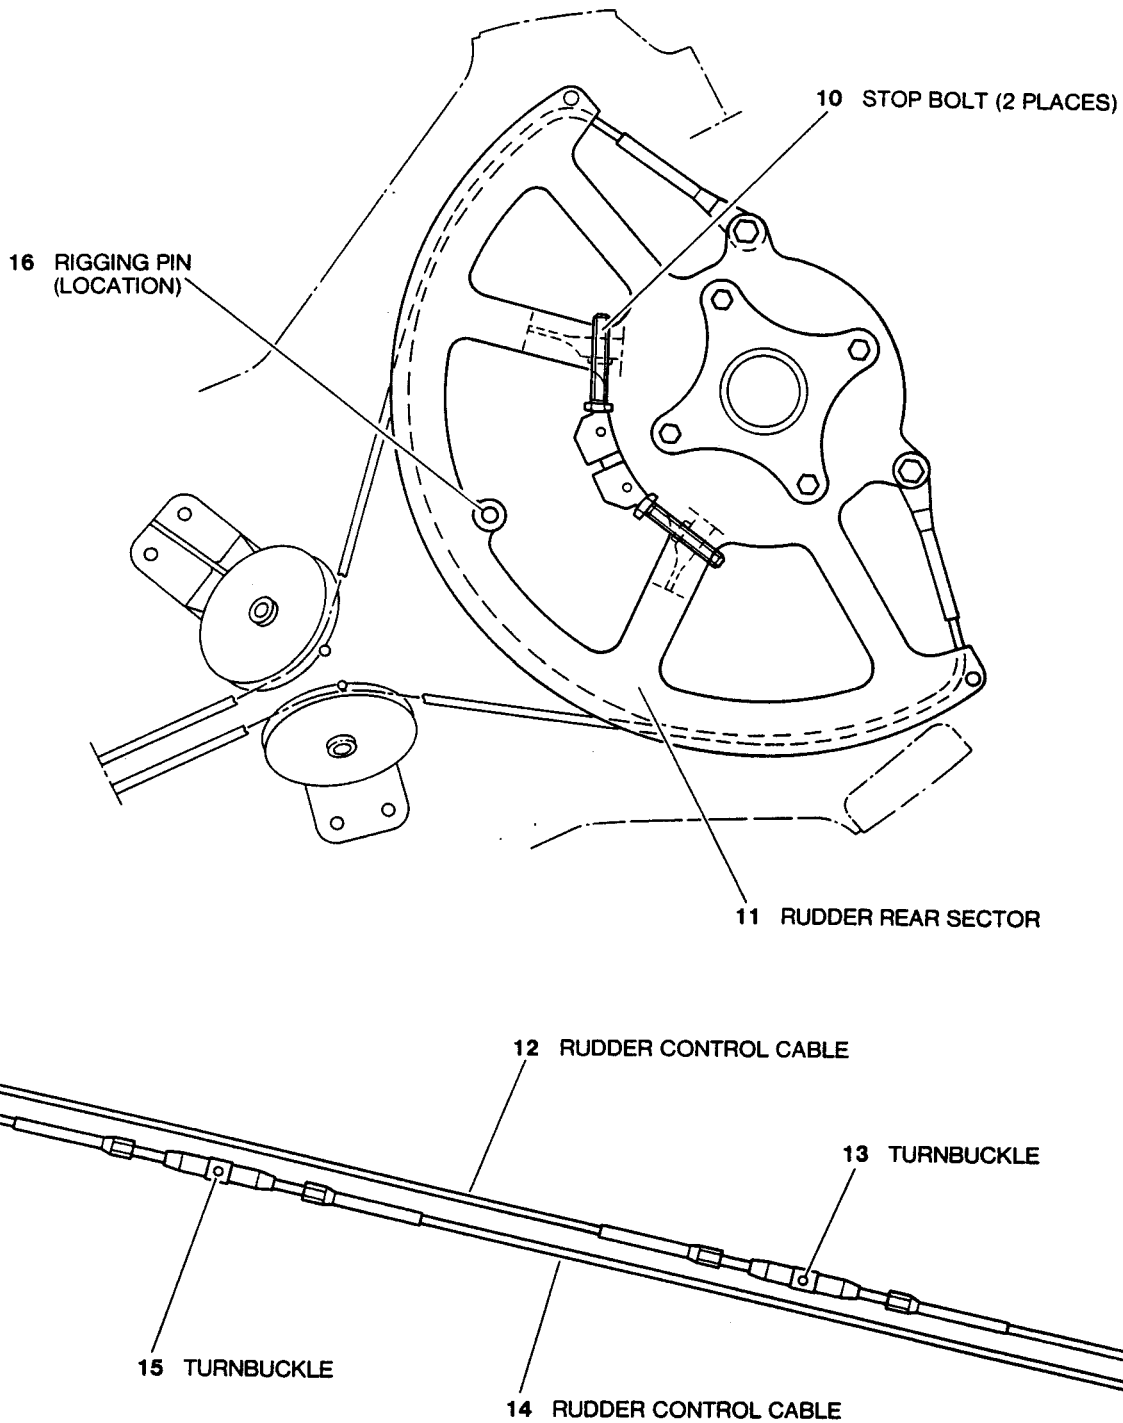 10 STOP BOLT (2 PLACES)
16 RIGGING PIN
(LOCATION)
11 RUDDER REAR SECTOR
12 RUDDER CONTROL CABLE
13 TURNBUCKLE
15 TURNBUCKLE
14 RUDDER CONTROL CABLE